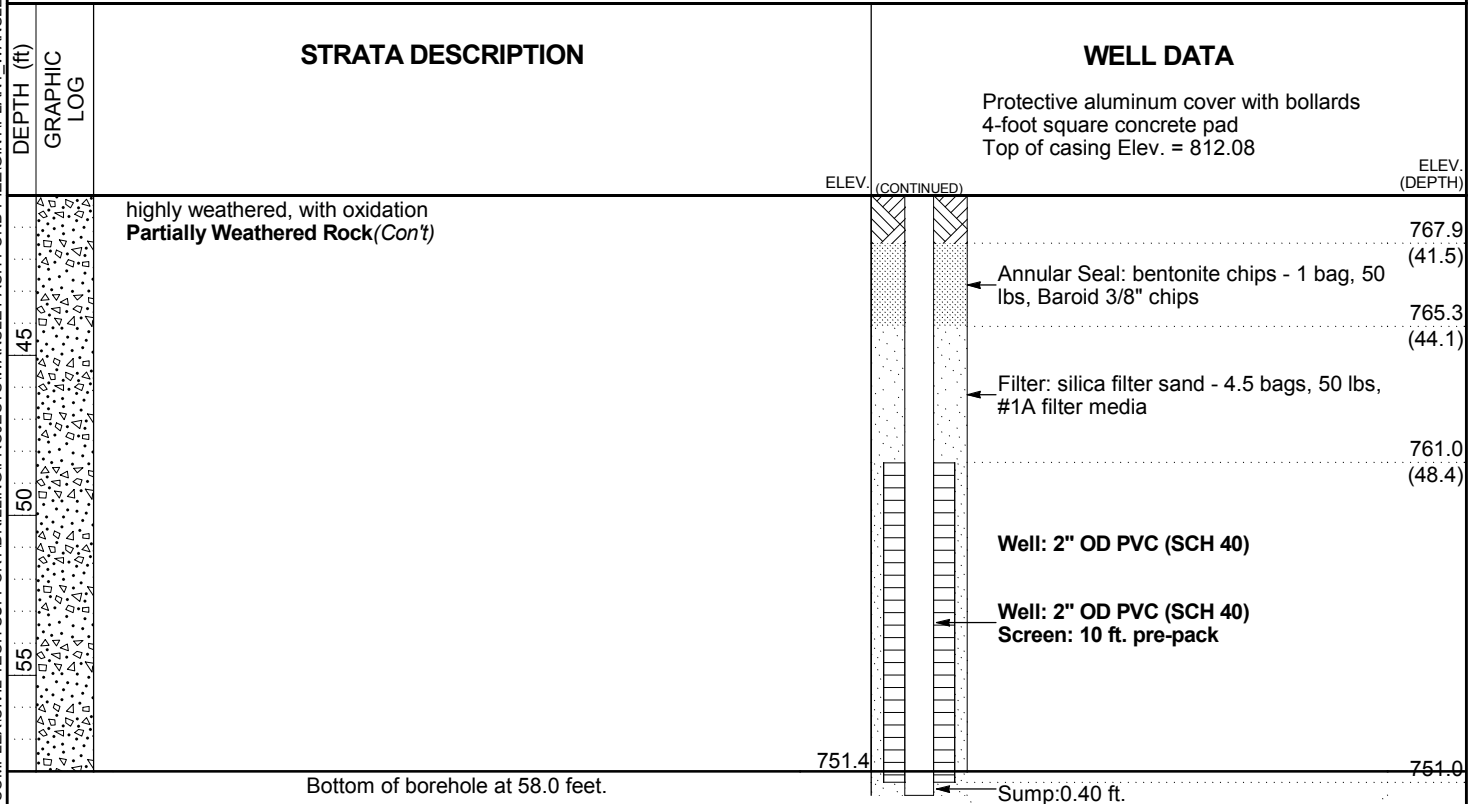 DEPTH (ft)
GRAPHIC
LOG
STRATA DESCRIPTION
ELEV.
WELL DATA
Protective aluminum cover with bollards
4-foot square concrete pad
Top of casing Elev. = 812.08
(CONTINUED)
ELEV.
(DEPTH)
highly weathered, with oxidation
Partially Weathered Rock(Con't)
767.9
(41.5)
Annular Seal: bentonite chips - 1 bag, 50
lbs, Baroid 3/8" chips
765.3
(44.1)
45
Filter: silica filter sand - 4.5 bags, 50 lbs,
#1A filter media
761.0
(48.4)
50
Well: 2" OD PVC (SCH 40)
Well: 2" OD PVC (SCH 40)
Screen: 10 ft. pre-pack
55
751.4
751.0
Bottom of borehole at 58.0 feet.
Sump:0.40 ft.